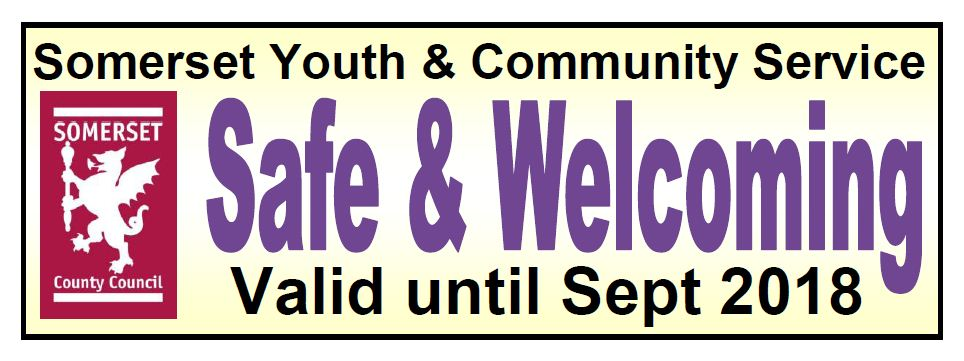 Somerset Youth & Community Service
SOMERSET
County Council
Safe & Welcoming
Valid until Sept 2018